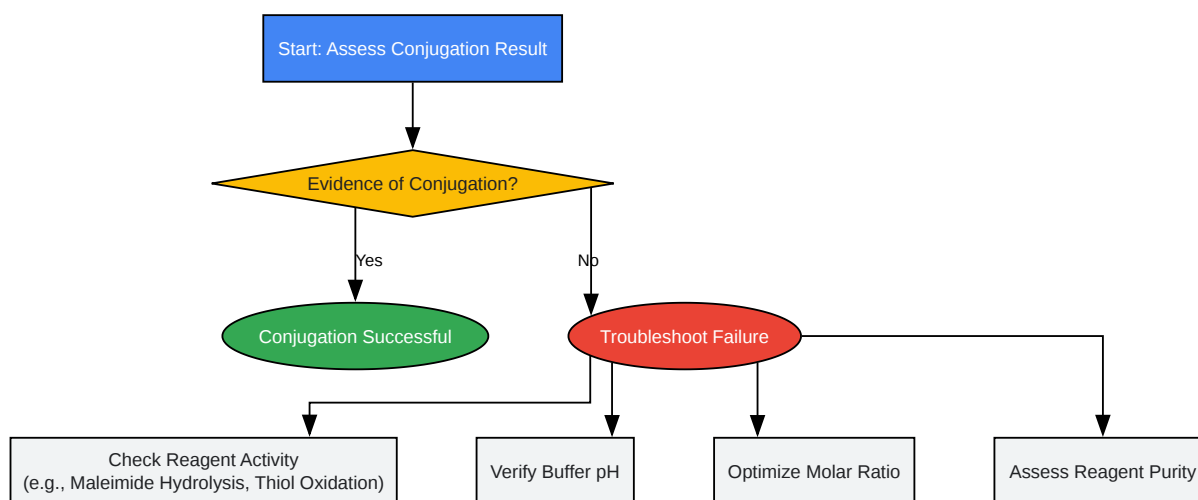 Start: Assess Conjugation Result
Evidence of Conjugation?
Yes
No
Conjugation Successful
Troubleshoot Failure
Check Reagent Activity
(e.g., Maleimide Hydrolysis, Thiol Oxidation)
Verify Buffer pH
Optimize Molar Ratio
Assess Reagent Purity